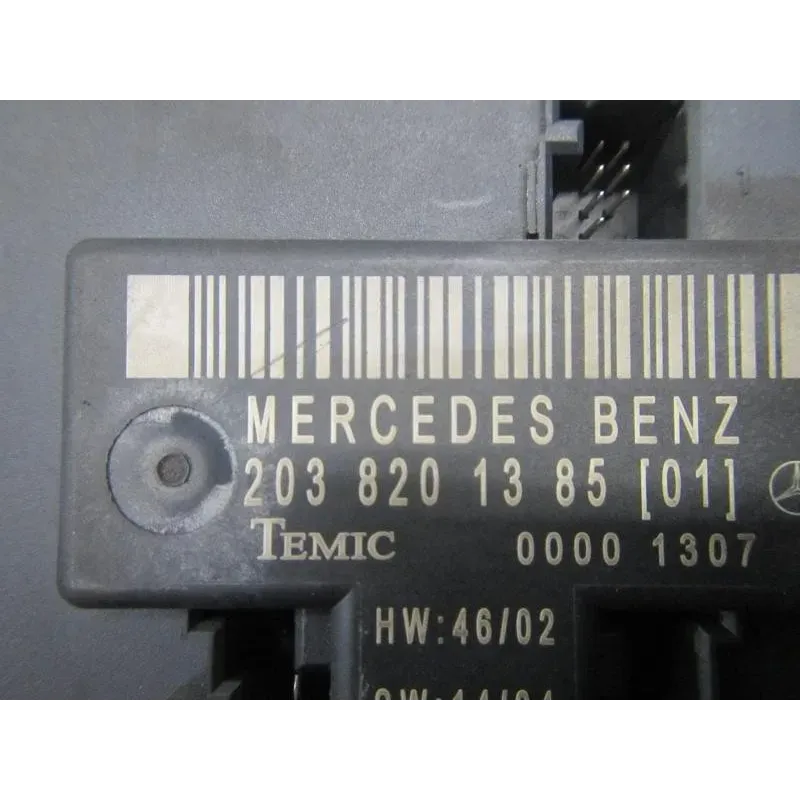 MERCEDES BENZ
203 820 13 85 [01]
TEMIC 0000 1307
HW:46/02